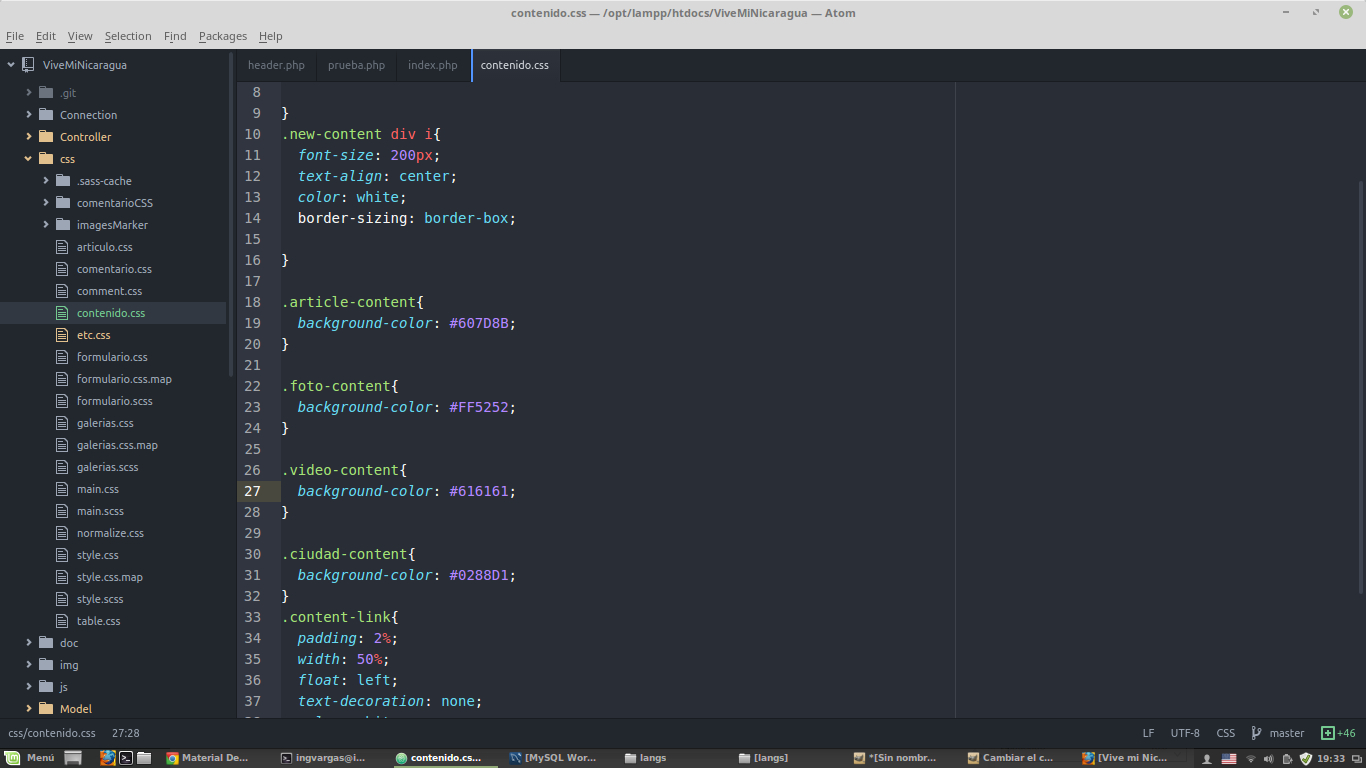 contenido.css — /opt/lampp/htdocs/ViveMiNicaragua — Atom
File Edit View Selection Find Packages Help
ViveMiNicaragua
.git
Connection
Controller
css
.sass-cache
comentarioCSS
imagesMarker
articulo.css
comentario.css
comment.css
contenido.css
etc.css
formulario.css
formulario.css.map
formulario.scss
galerias.css
galerias.css.map
galerias.scss
main.css
main.scss
normalize.css
style.css
style.css.map
style.scss
table.css
doc
img
js
Model
header.php prueba.php index.php contenido.css
8
9 }
10 .new-content div i{
11 font-size: 200px;
12 text-align: center;
13 color: white;
14 border-sizing: border-box;
15
16 }
17
18 .article-content{
19 background-color: #607D8B;
20 }
21
22 .foto-content{
23 background-color: #FF5252;
24 }
25
26 .video-content{
27 background-color: #616161;
28 }
29
30 .ciudad-content{
31 background-color: #0288D1;
32 }
33 .content-link{
34 padding: 2%;
35 width: 50%;
36 float: left;
37 text-decoration: none;
css/contenido.css 27:28 LF UTF-8 CSS master +46
Menú Material De... ingvargas@i... contenido.cs... [MySQL Wor... langs [langs] *[Sin nombr... Cambiar el c... [Vive mi Nic... 19:33